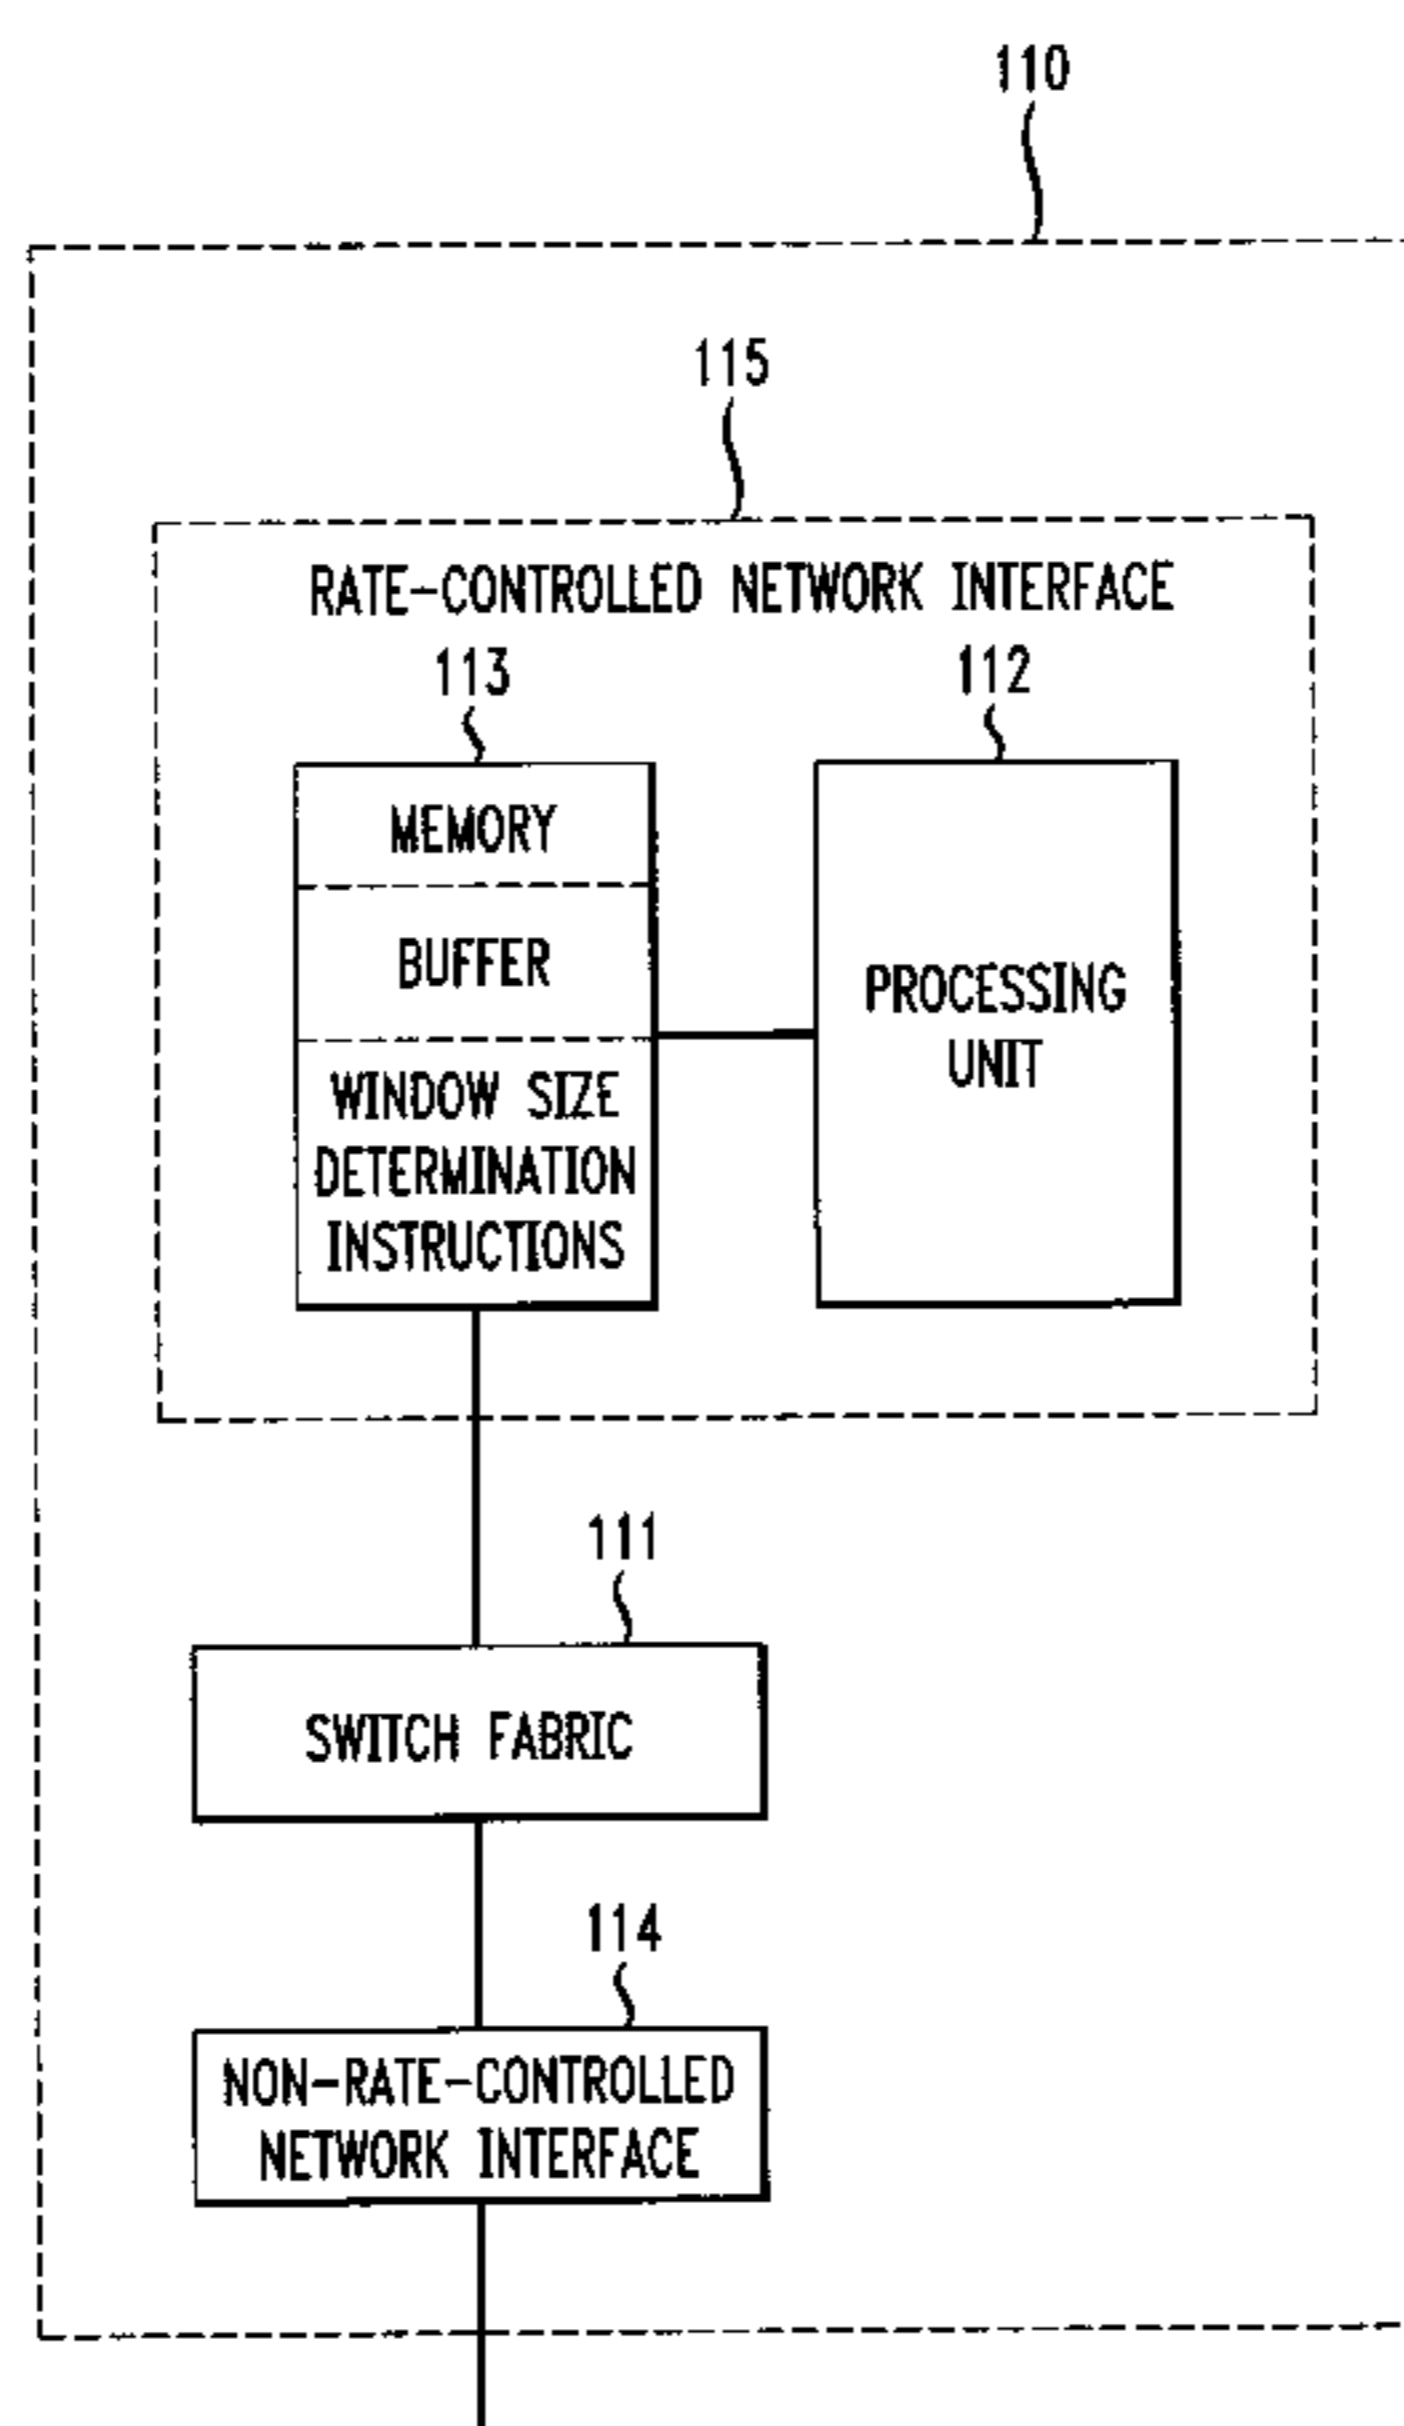 110
115
RATE-CONTROLLED NETWORK INTERFACE
113
112
MEMORY
BUFFER
WINDOW SIZE
DETERMINATION
INSTRUCTIONS
PROCESSING
UNIT
111
SWITCH FABRIC
114
NON-RATE-CONTROLLED
NETWORK INTERFACE